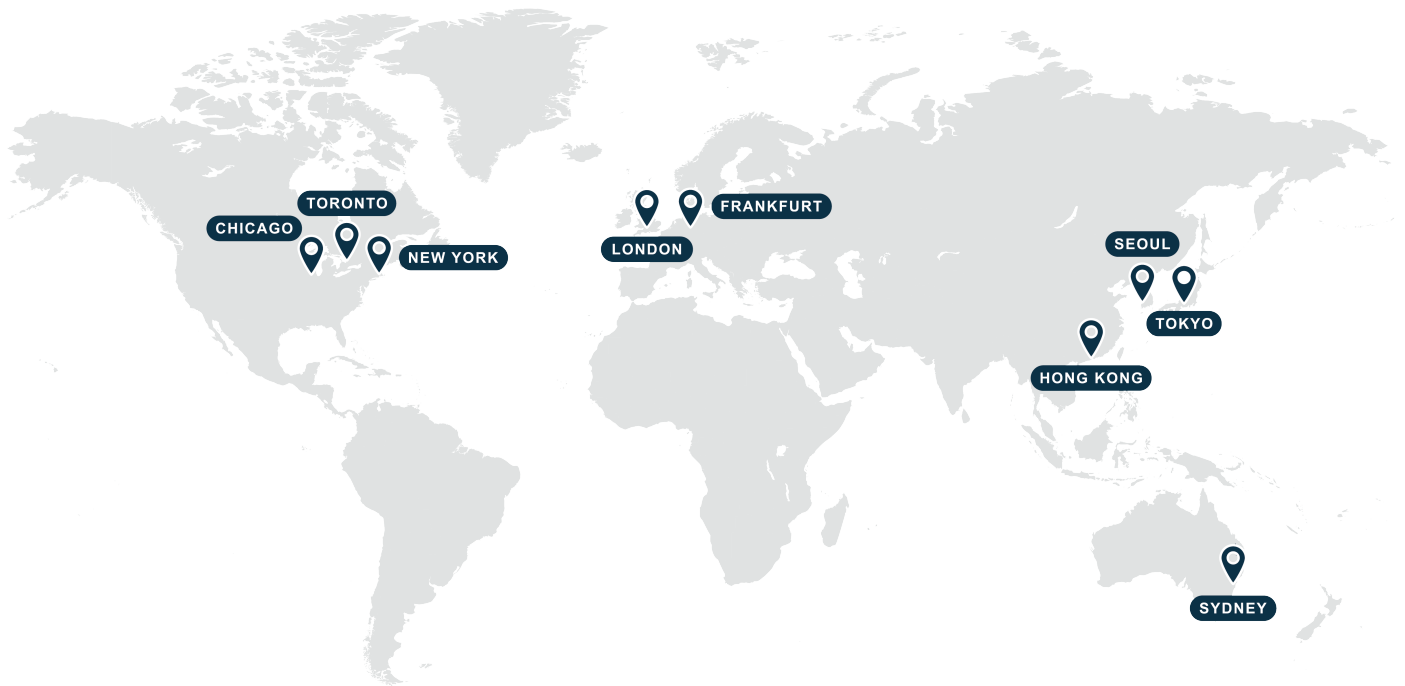 TORONTO
CHICAGO
NEW YORK
FRANKFURT
LONDON
SEOUL
TOKYO
HONG KONG
SYDNEY